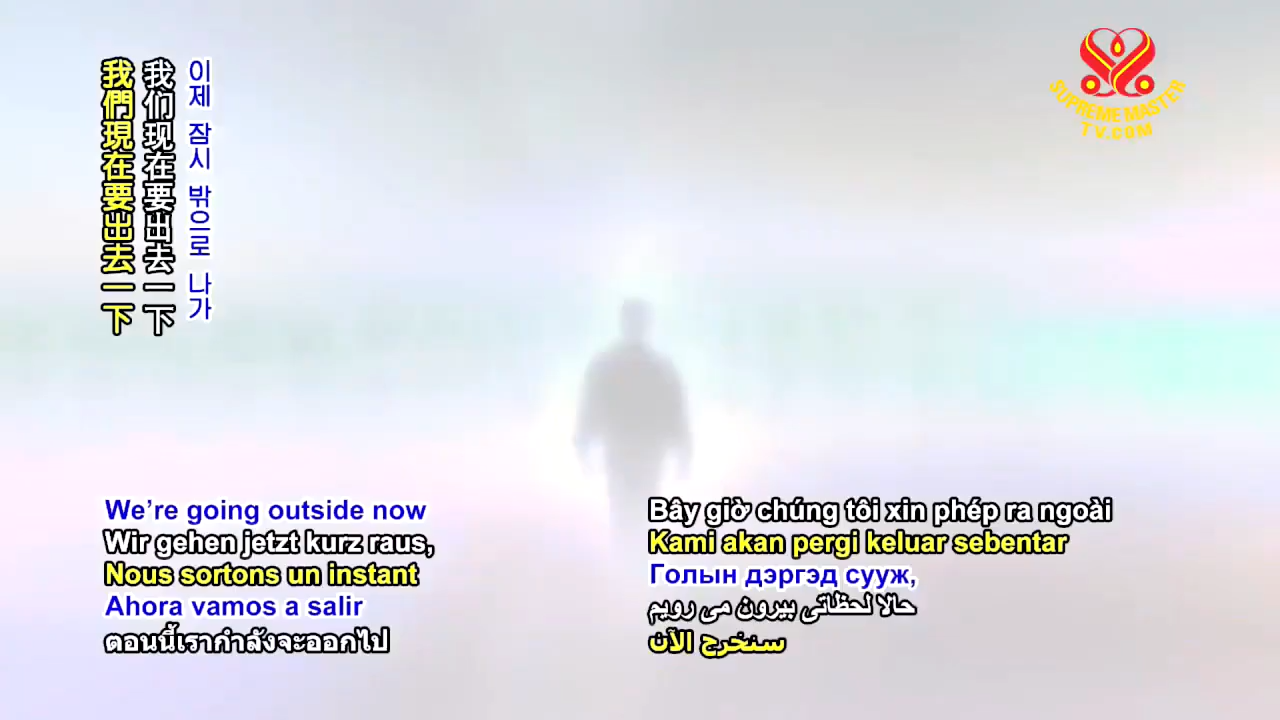 我們現在要出去一下
我们现在要出去一下
이제 잠시 밖으로 나가
SUPREME MASTER
TV.COM
We’re going outside now
Wir gehen jetzt kurz raus,
Nous sortons un instant
Ahora vamos a salir
ตอนนี้เรากำลังจะออกไป
Bây giờ chúng tôi xin phép ra ngoài
Kami akan pergi keluar sebentar
Голын дэргэд сууж,
حالا لحظاتی بیرون می رویم
سنخرج الآن